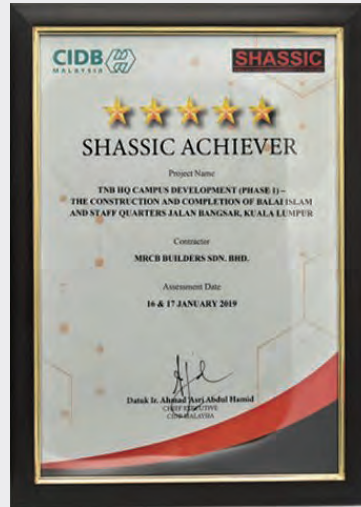 CIDB
MALAYSIA
SHASSIC
SHASSIC ACHIEVER
Project Name
TNB HQ CAMPUS DEVELOPMENT (PHASE I) –
THE CONSTRUCTION AND COMPLETION OF BALAI ISLAM
AND STAFF QUARTERS JALAN BANGSAR, KUALA LUMPUR
Contractor
MRCB BUILDERS SDN. BHD.
Assessment Date
16 & 17 JANUARY 2019
Datuk Ir. Ahmad Asri Abdul Hamid
CHIEF EXECUTIVE
CIDB MALAYSIA